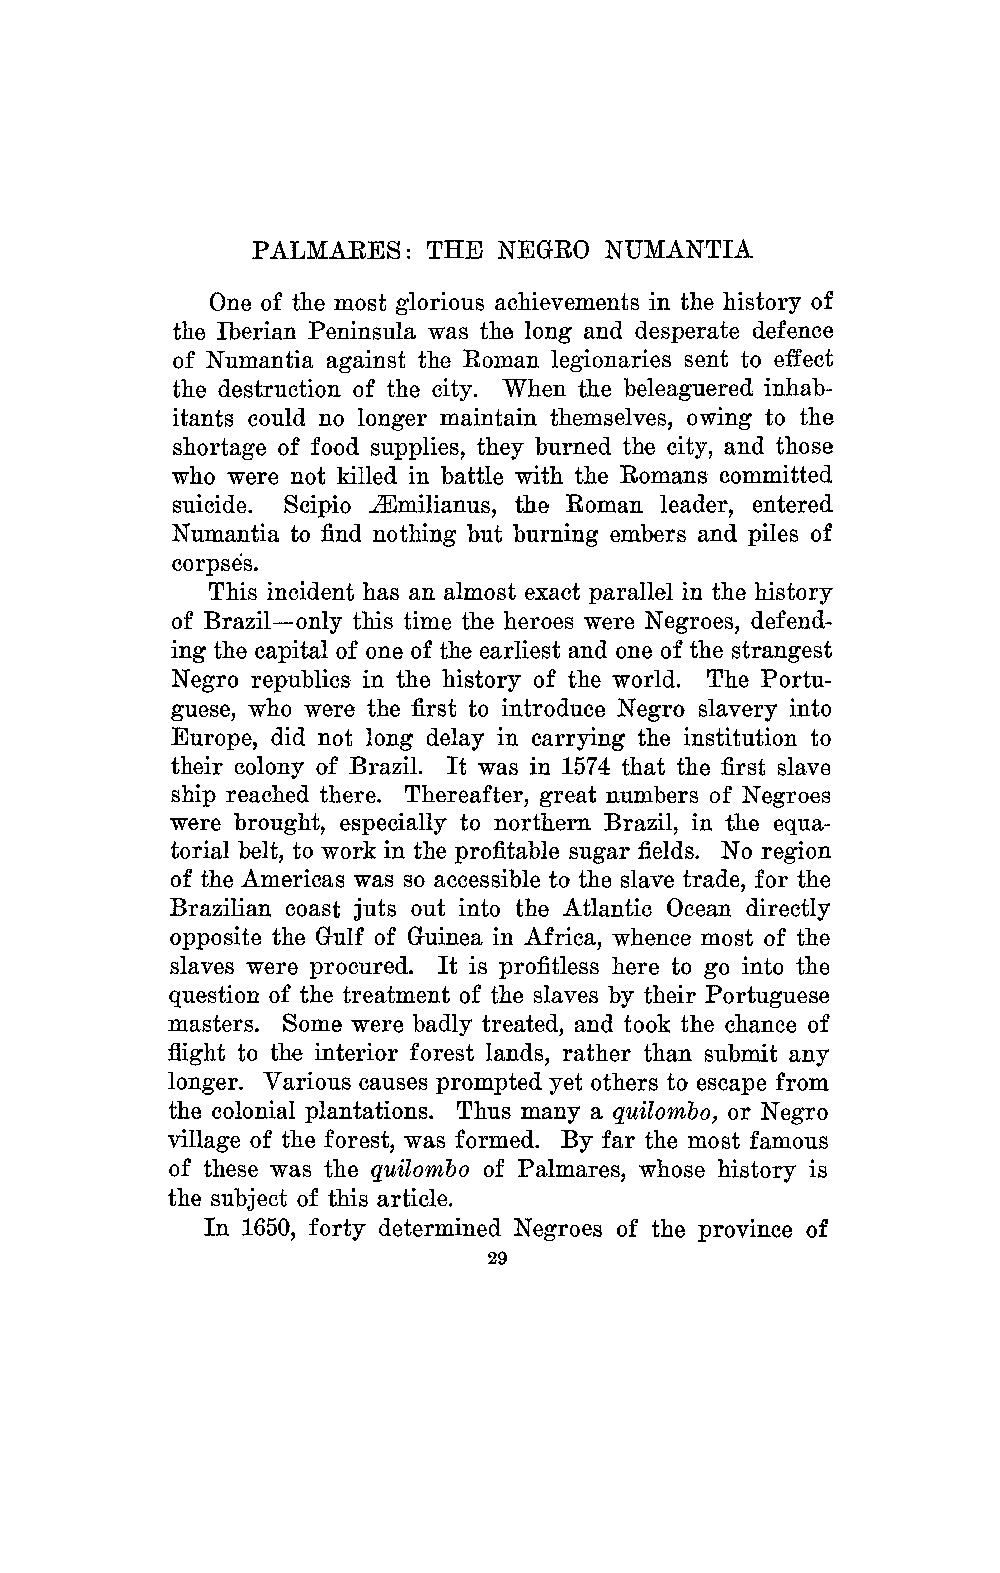 PALMARES: THE NEGRO NUMANTIA
One of the most glorious achievements in the history of
the Iberian Peninsula was the long and desperate defence
of Numantia against the Roman legionaries sent to effect
the destruction of the city. When the beleaguered inhab-
itants could no longer maintain themselves, owing to the
shortage of food supplies, they burned the city, and those
who were not killed in battle with the Romans committed
suicide. Scipio Æmilianus, the Roman leader, entered
Numantia to find nothing but burning embers and piles of
corpses.
This incident has an almost exact parallel in the history
of Brazil—only this time the heroes were Negroes, defend-
ing the capital of one of the earliest and one of the strangest
Negro republics in the history of the world. The Portu-
guese, who were the first to introduce Negro slavery into
Europe, did not long delay in carrying the institution to
their colony of Brazil. It was in 1574 that the first slave
ship reached there. Thereafter, great numbers of Negroes
were brought, especially to northern Brazil, in the equa-
torial belt, to work in the profitable sugar fields. No region
of the Americas was so accessible to the slave trade, for the
Brazilian coast juts out into the Atlantic Ocean directly
opposite the Gulf of Guinea in Africa, whence most of the
slaves were procured. It is profitless here to go into the
question of the treatment of the slaves by their Portuguese
masters. Some were badly treated, and took the chance of
flight to the interior forest lands, rather than submit any
longer. Various causes prompted yet others to escape from
the colonial plantations. Thus many a quilombo, or Negro
village of the forest, was formed. By far the most famous
of these was the quilombo of Palmares, whose history is
the subject of this article.
In 1650, forty determined Negroes of the province of
29